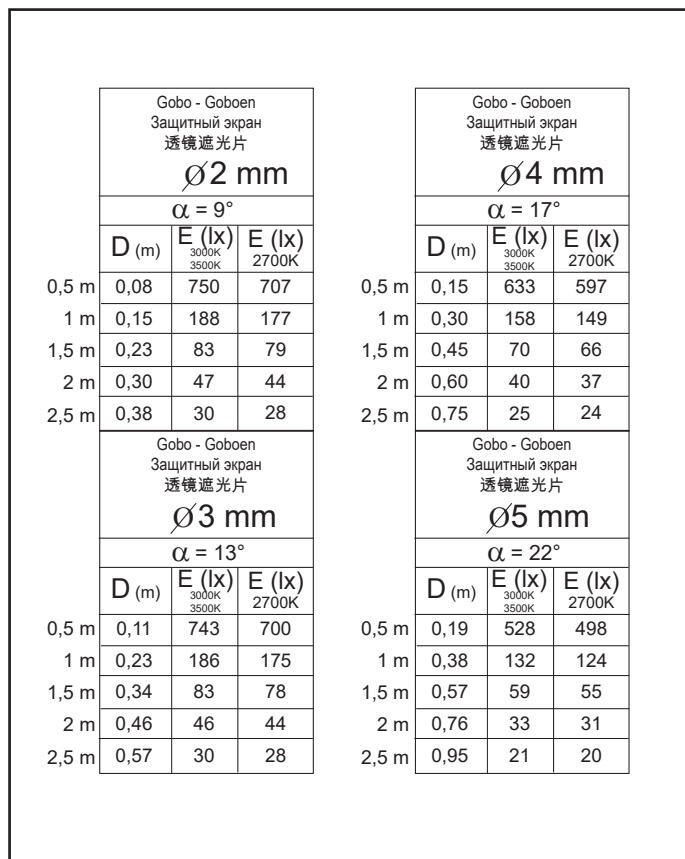 Gobo - Goboen
Защитный экран
透镜遮光片
Ø2 mm
α = 9°
D (m) E (lx) 3000K 3500K E (lx) 2700K
0,5 m 0,08 750 707
1 m 0,15 188 177
1,5 m 0,23 83 79
2 m 0,30 47 44
2,5 m 0,38 30 28
Gobo - Goboen
Защитный экран
透镜遮光片
Ø3 mm
α = 13°
D (m) E (lx) 3000K 3500K E (lx) 2700K
0,5 m 0,11 743 700
1 m 0,23 186 175
1,5 m 0,34 83 78
2 m 0,46 46 44
2,5 m 0,57 30 28
Gobo - Goboen
Защитный экран
透镜遮光片
Ø4 mm
α = 17°
D (m) E (lx) 3000K 3500K E (lx) 2700K
0,5 m 0,15 633 597
1 m 0,30 158 149
1,5 m 0,45 70 66
2 m 0,60 40 37
2,5 m 0,75 25 24
Gobo - Goboen
Защитный экран
透镜遮光片
Ø5 mm
α = 22°
D (m) E (lx) 3000K 3500K E (lx) 2700K
0,5 m 0,19 528 498
1 m 0,38 132 124
1,5 m 0,57 59 55
2 m 0,76 33 31
2,5 m 0,95 21 20